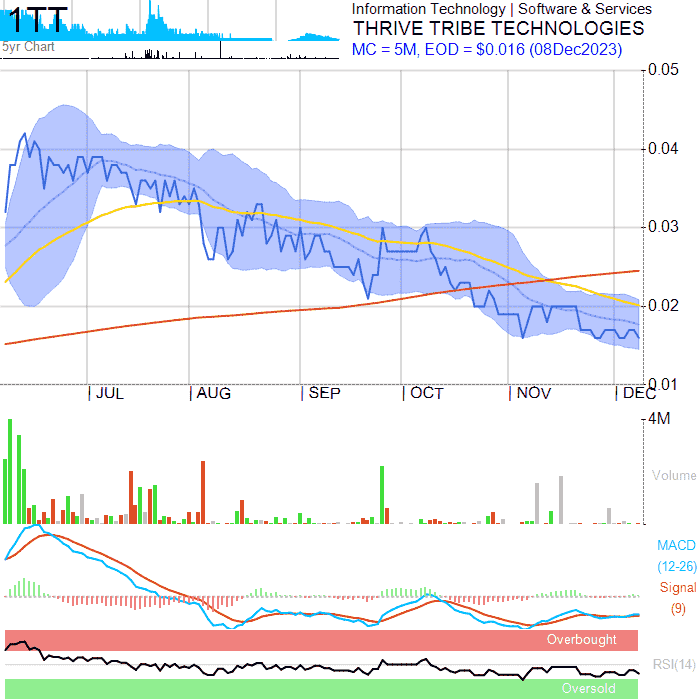 1TT
5yr Chart
Information Technology | Software & Services
THRIVE TRIBE TECHNOLOGIES
MC = 5M, EOD = $0.016 (08Dec2023)
0.05
0.04
0.03
0.02
0.01
JUL AUG SEP OCT NOV DEC
4M
Volume
MACD
(12-26)
Signal
(9)
Overbought
RSI(14)
Oversold